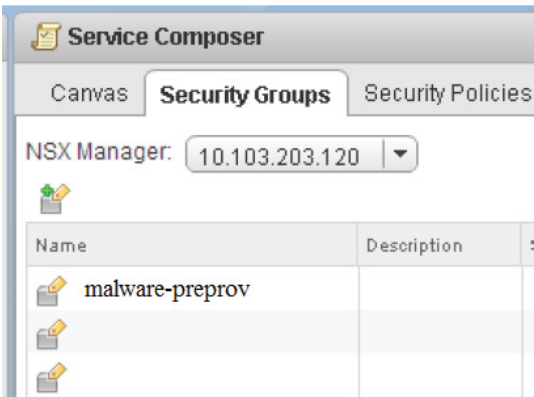 Service Composer
Canvas Security Groups Security Policies
NSX Manager: 10.103.203.120
Name Description
malware-preprov